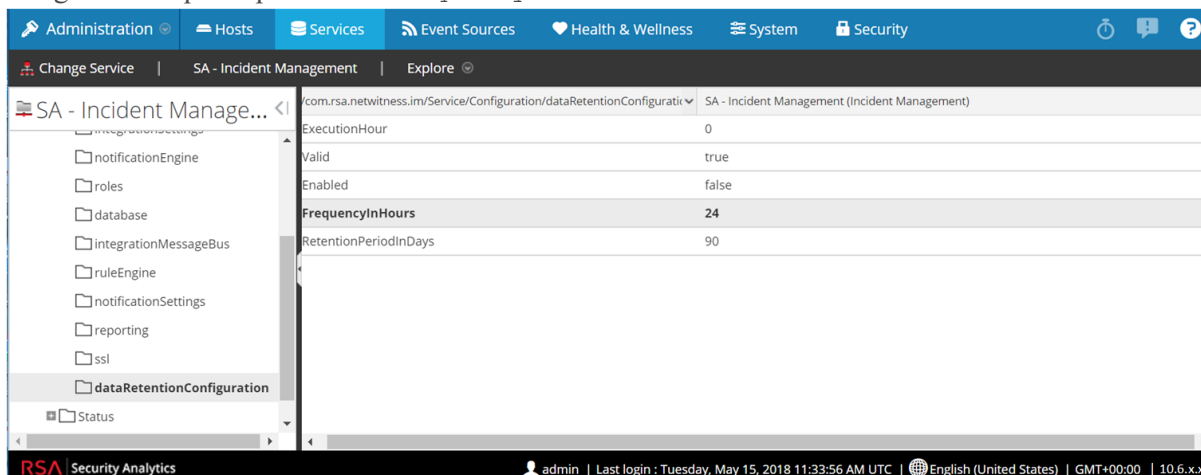 Administration Hosts Services Event Sources Health & Wellness System Security
Change Service | SA - Incident Management | Explore
SA - Incident Manage...
notificationEngine
roles
database
integrationMessageBus
ruleEngine
notificationSettings
reporting
ssl
dataRetentionConfiguration
Status
/com.rsa.netwitness.im/Service/Configuration/dataRetentionConfiguratic SA - Incident Management (Incident Management)
ExecutionHour 0
Valid true
Enabled false
FrequencyInHours 24
RetentionPeriodInDays 90
RSA Security Analytics admin | Last login : Tuesday, May 15, 2018 11:33:56 AM UTC | English (United States) | GMT+00:00 | 10.6.x.x